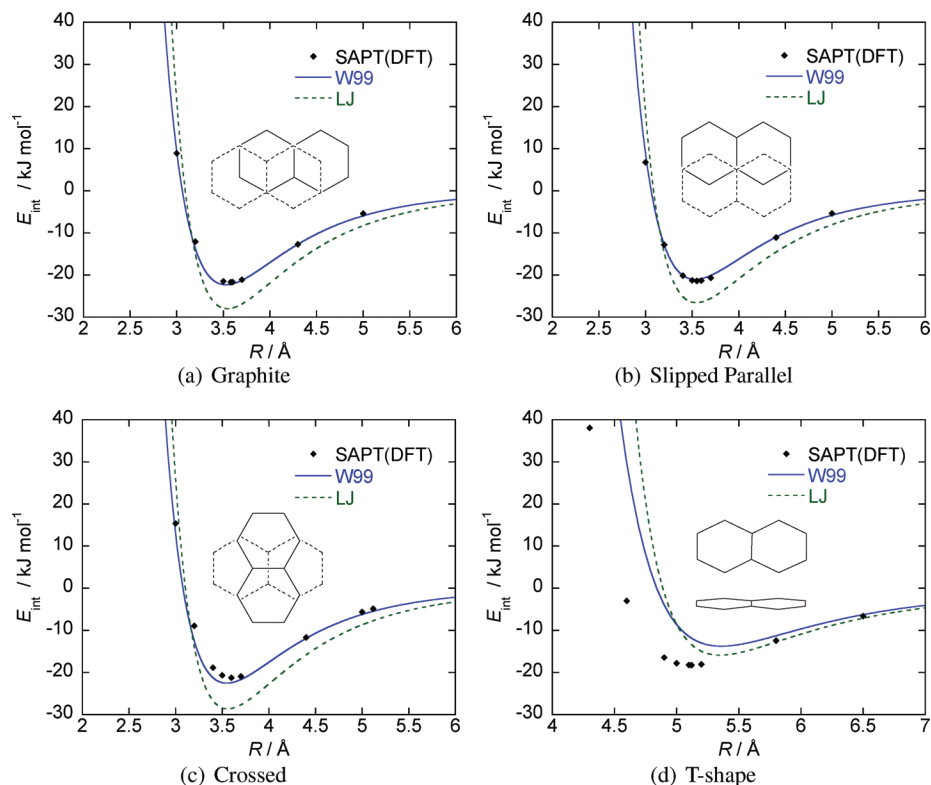 40
30
20
10
0
-10
-20
-30
E_int / kJ mol⁻¹
SAPT(DFT)
W99
LJ
2 2.5 3 3.5 4 4.5 5 5.5 6
R / Å
(a) Graphite
40
30
20
10
0
-10
-20
-30
E_int / kJ mol⁻¹
SAPT(DFT)
W99
LJ
2 2.5 3 3.5 4 4.5 5 5.5 6
R / Å
(b) Slipped Parallel
40
30
20
10
0
-10
-20
-30
E_int / kJ mol⁻¹
SAPT(DFT)
W99
LJ
2 2.5 3 3.5 4 4.5 5 5.5 6
R / Å
(c) Crossed
40
30
20
10
0
-10
-20
-30
E_int / kJ mol⁻¹
SAPT(DFT)
W99
LJ
4 4.5 5 5.5 6 6.5 7
R / Å
(d) T-shape